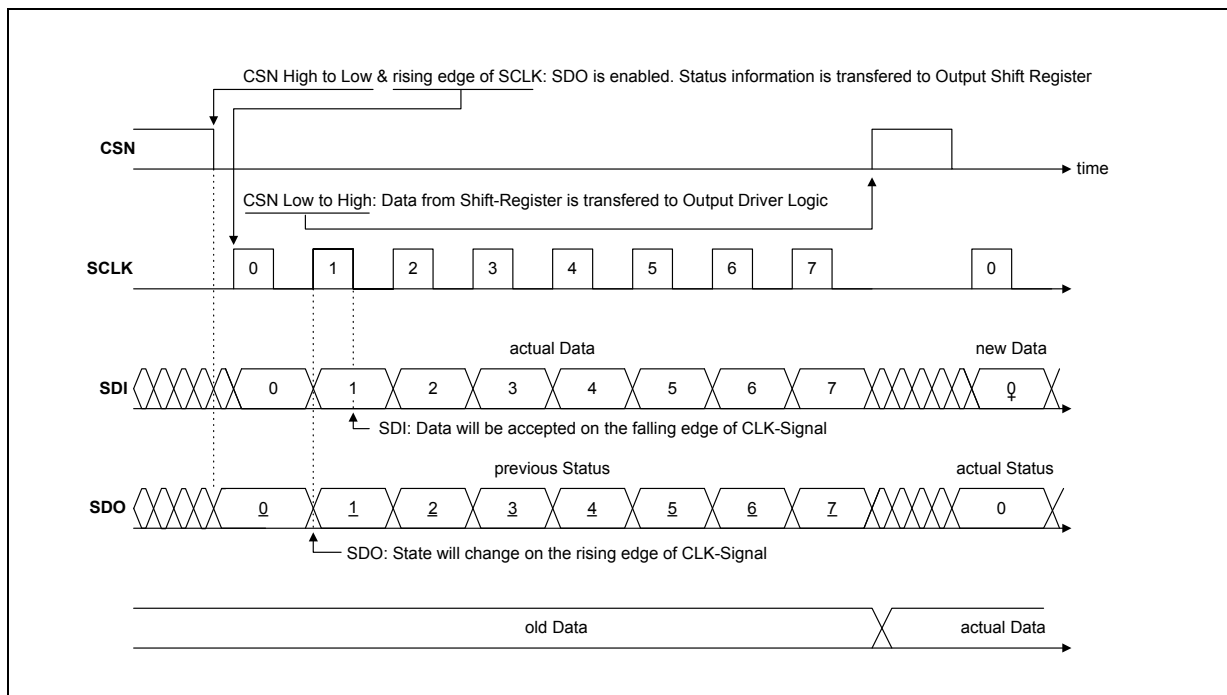 CSN High to Low & rising edge of SCLK: SDO is enabled. Status information is transfered to Output Shift Register
CSN
time
CSN Low to High: Data from Shift-Register is transfered to Output Driver Logic
SCLK
0 1 2 3 4 5 6 7 0
actual Data new Data
SDI
0 1 2 3 4 5 6 7 0
SDI: Data will be accepted on the falling edge of CLK-Signal
previous Status actual Status
SDO
0 1 2 3 4 5 6 7 0
SDO: State will change on the rising edge of CLK-Signal
old Data actual Data